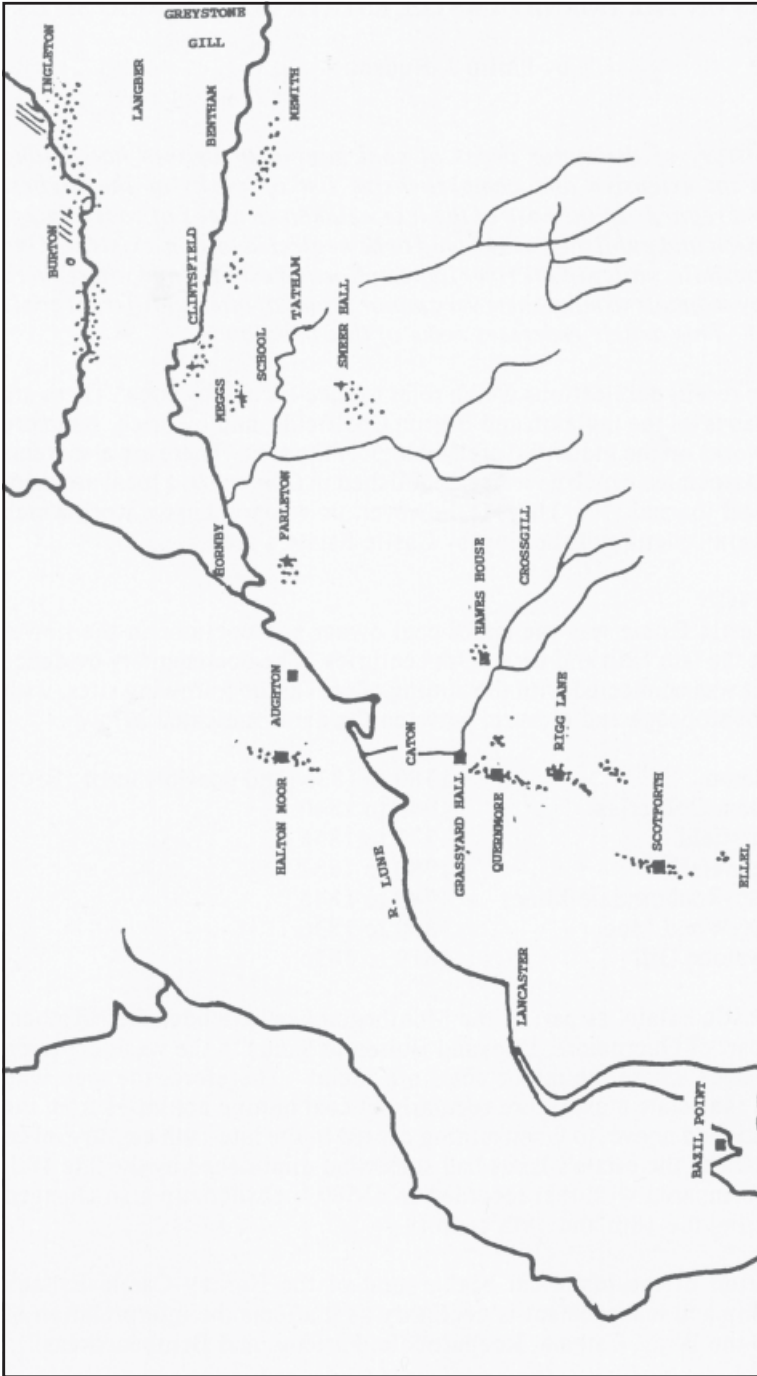 GREYSTONE
GILL
INGLETON
LANGBER
BENTHAM
MEWITH
BURTON
CLINTSFIELD
SCHOOL
TATHAM
SMEER HALL
HORNBY
FARLETON
HAWES HOUSE
CROSSGILL
AUGHTON
HALTON MOOR
CATON
GRASSYARD HALL
QUERNMORE
RIGG LANE
SCOTFORTH
ELLEL
R. LUNE
LANCASTER
BAZIL POINT